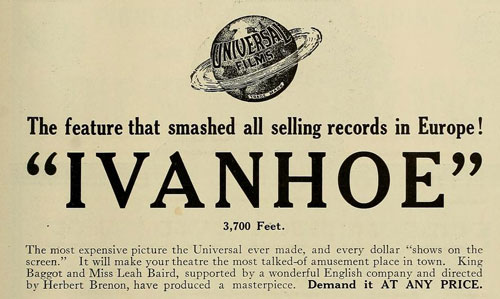 UNIVERSAL
FILMS
TRADE MARK
The feature that smashed all selling records in Europe!
"IVANHOE"
3,700 Feet.
The most expensive picture the Universal ever made, and every dollar "shows on the
screen." It will make your theatre the most talked-of amusement place in town. King
Baggot and Miss Leah Baird, supported by a wonderful English company and directed
by Herbert Brenon, have produced a masterpiece. Demand it AT ANY PRICE.